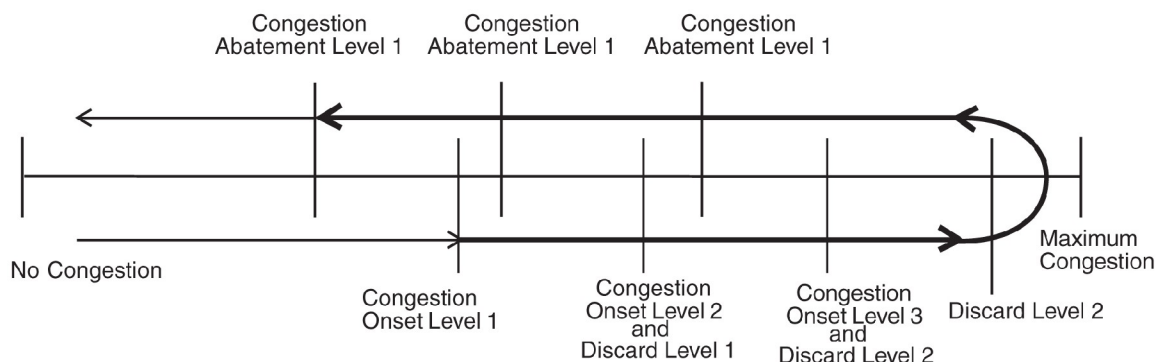 Congestion
Abatement Level 1
Congestion
Abatement Level 1
Congestion
Abatement Level 1
No Congestion
Maximum
Congestion
Congestion
Onset Level 1
Congestion
Onset Level 2
and
Discard Level 1
Congestion
Onset Level 3
and
Discard Level 2
Discard Level 2